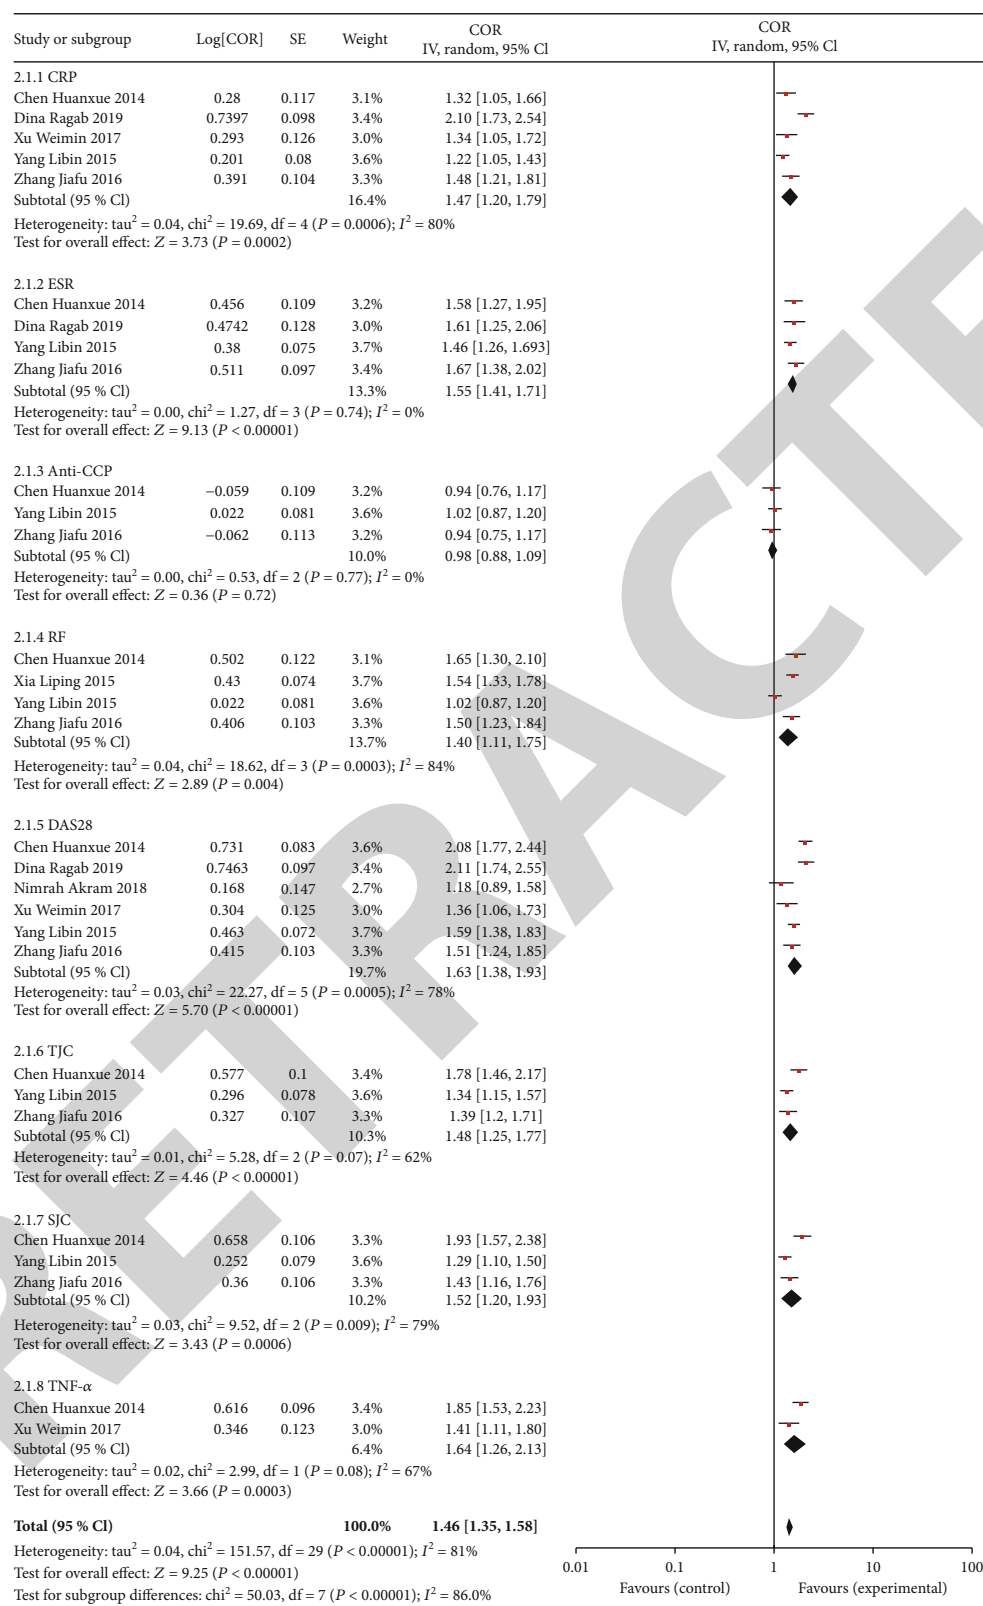 Study or subgroup Log[COR] SE Weight COR IV, random, 95% Cl COR IV, random, 95% Cl
2.1.1 CRP
Chen Huanxue 2014 0.28 0.117 3.1% 1.32 [1.05, 1.66]
Dina Ragab 2019 0.7397 0.098 3.4% 2.10 [1.73, 2.54]
Xu Weimin 2017 0.293 0.126 3.0% 1.34 [1.05, 1.72]
Yang Libin 2015 0.201 0.08 3.6% 1.22 [1.05, 1.43]
Zhang Jiafu 2016 0.391 0.104 3.3% 1.48 [1.21, 1.81]
Subtotal (95 % Cl) 16.4% 1.47 [1.20, 1.79]
Heterogeneity: tau² = 0.04, chi² = 19.69, df = 4 (P = 0.0006); I² = 80%
Test for overall effect: Z = 3.73 (P = 0.0002)
2.1.2 ESR
Chen Huanxue 2014 0.456 0.109 3.2% 1.58 [1.27, 1.95]
Dina Ragab 2019 0.4742 0.128 3.0% 1.61 [1.25, 2.06]
Yang Libin 2015 0.38 0.075 3.7% 1.46 [1.26, 1.693]
Zhang Jiafu 2016 0.511 0.097 3.4% 1.67 [1.38, 2.02]
Subtotal (95 % Cl) 13.3% 1.55 [1.41, 1.71]
Heterogeneity: tau² = 0.00, chi² = 1.27, df = 3 (P = 0.74); I² = 0%
Test for overall effect: Z = 9.13 (P < 0.00001)
2.1.3 Anti-CCP
Chen Huanxue 2014 −0.059 0.109 3.2% 0.94 [0.76, 1.17]
Yang Libin 2015 0.022 0.081 3.6% 1.02 [0.87, 1.20]
Zhang Jiafu 2016 −0.062 0.113 3.2% 0.94 [0.75, 1.17]
Subtotal (95 % Cl) 10.0% 0.98 [0.88, 1.09]
Heterogeneity: tau² = 0.00, chi² = 0.53, df = 2 (P = 0.77); I² = 0%
Test for overall effect: Z = 0.36 (P = 0.72)
2.1.4 RF
Chen Huanxue 2014 0.502 0.122 3.1% 1.65 [1.30, 2.10]
Xia Liping 2015 0.43 0.074 3.7% 1.54 [1.33, 1.78]
Yang Libin 2015 0.022 0.081 3.6% 1.02 [0.87, 1.20]
Zhang Jiafu 2016 0.406 0.103 3.3% 1.50 [1.23, 1.84]
Subtotal (95 % Cl) 13.7% 1.40 [1.11, 1.75]
Heterogeneity: tau² = 0.04, chi² = 18.62, df = 3 (P = 0.0003); I² = 84%
Test for overall effect: Z = 2.89 (P = 0.004)
2.1.5 DAS28
Chen Huanxue 2014 0.731 0.083 3.6% 2.08 [1.77, 2.44]
Dina Ragab 2019 0.7463 0.097 3.4% 2.11 [1.74, 2.55]
Nimrah Akram 2018 0.168 0.147 2.7% 1.18 [0.89, 1.58]
Xu Weimin 2017 0.304 0.125 3.0% 1.36 [1.06, 1.73]
Yang Libin 2015 0.463 0.072 3.7% 1.59 [1.38, 1.83]
Zhang Jiafu 2016 0.415 0.103 3.3% 1.51 [1.24, 1.85]
Subtotal (95 % Cl) 19.7% 1.63 [1.38, 1.93]
Heterogeneity: tau² = 0.03, chi² = 22.27, df = 5 (P = 0.0005); I² = 78%
Test for overall effect: Z = 5.70 (P < 0.00001)
2.1.6 TJC
Chen Huanxue 2014 0.577 0.1 3.4% 1.78 [1.46, 2.17]
Yang Libin 2015 0.296 0.078 3.6% 1.34 [1.15, 1.57]
Zhang Jiafu 2016 0.327 0.107 3.3% 1.39 [1.2, 1.71]
Subtotal (95 % Cl) 10.3% 1.48 [1.25, 1.77]
Heterogeneity: tau² = 0.01, chi² = 5.28, df = 2 (P = 0.07); I² = 62%
Test for overall effect: Z = 4.46 (P < 0.00001)
2.1.7 SJC
Chen Huanxue 2014 0.658 0.106 3.3% 1.93 [1.57, 2.38]
Yang Libin 2015 0.252 0.079 3.6% 1.29 [1.10, 1.50]
Zhang Jiafu 2016 0.36 0.106 3.3% 1.43 [1.16, 1.76]
Subtotal (95 % Cl) 10.2% 1.52 [1.20, 1.93]
Heterogeneity: tau² = 0.03, chi² = 9.52, df = 2 (P = 0.009); I² = 79%
Test for overall effect: Z = 3.43 (P = 0.0006)
2.1.8 TNF-α
Chen Huanxue 2014 0.616 0.096 3.4% 1.85 [1.53, 2.23]
Xu Weimin 2017 0.346 0.123 3.0% 1.41 [1.11, 1.80]
Subtotal (95 % Cl) 6.4% 1.64 [1.26, 2.13]
Heterogeneity: tau² = 0.02, chi² = 2.99, df = 1 (P = 0.08); I² = 67%
Test for overall effect: Z = 3.66 (P = 0.0003)
Total (95 % Cl) 100.0% 1.46 [1.35, 1.58]
Heterogeneity: tau² = 0.04, chi² = 151.57, df = 29 (P < 0.00001); I² = 81%
Test for overall effect: Z = 9.25 (P < 0.00001)
Test for subgroup differences: chi² = 50.03, df = 7 (P < 0.00001); I² = 86.0%
0.01 0.1 1 10 100
Favours (control) Favours (experimental)
RETRACTE